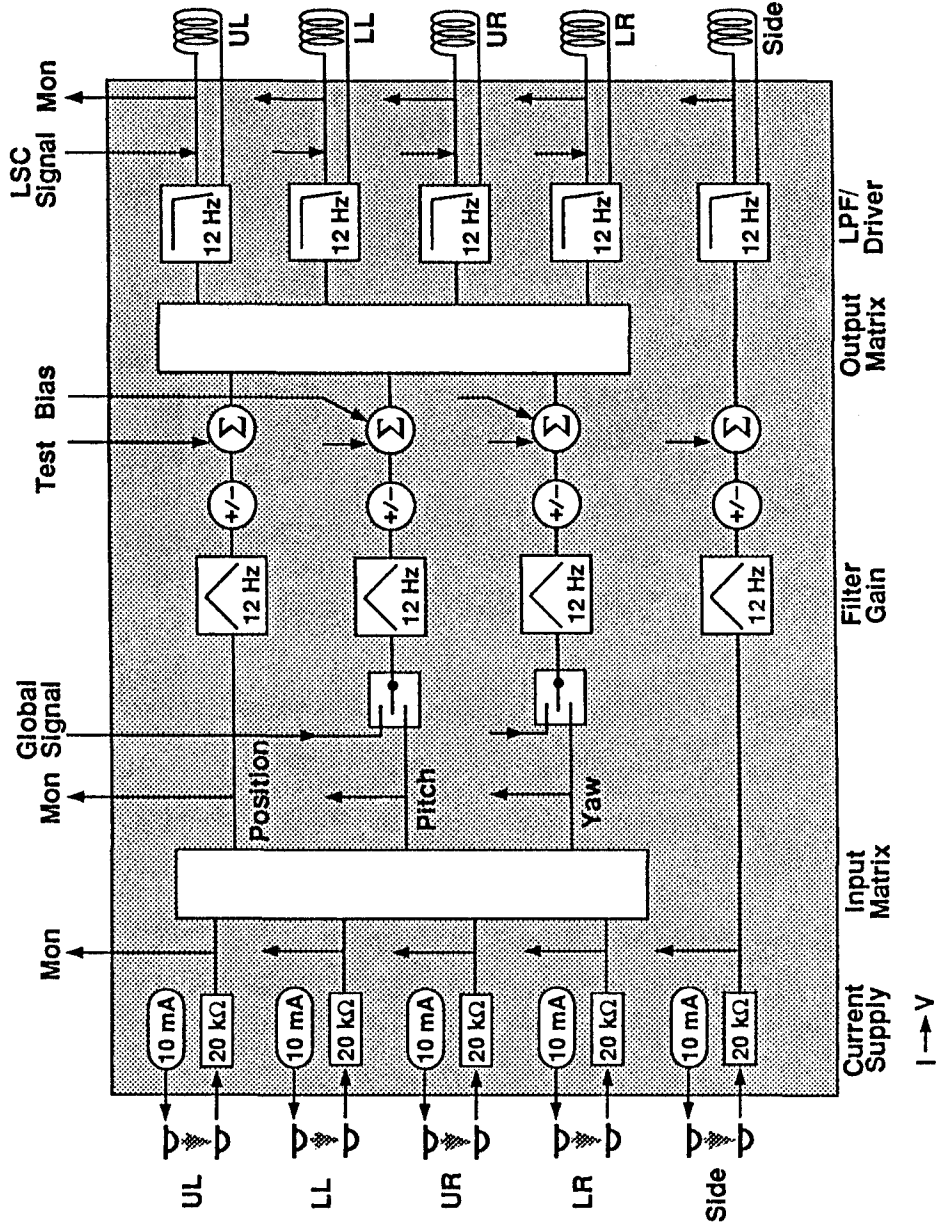 Mon
Mon
Global
Signal
Test
Bias
LSC
Signal
Mon
UL
10 mA
20 kΩ
Position
12 Hz
+/−
Σ
12 Hz
UL
LL
10 mA
20 kΩ
Pitch
12 Hz
+/−
Σ
12 Hz
LL
UR
10 mA
20 kΩ
12 Hz
UR
LR
10 mA
20 kΩ
Yaw
12 Hz
+/−
Σ
12 Hz
LR
Side
10 mA
20 kΩ
12 Hz
+/−
Σ
12 Hz
Side
Current
Supply
I → V
Input
Matrix
Filter
Gain
Output
Matrix
LPF/
Driver